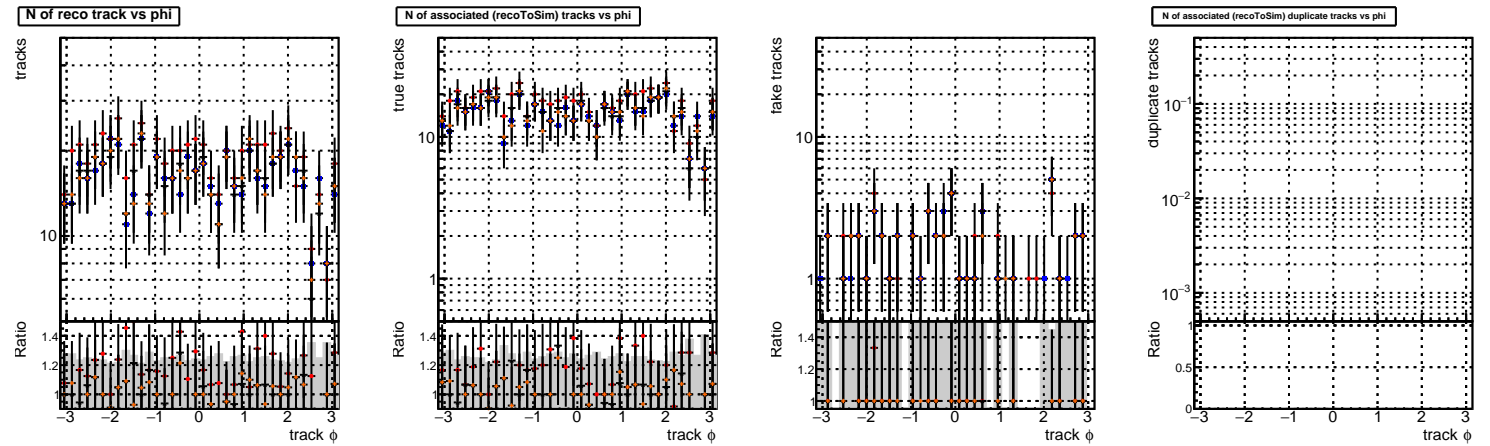 N of reco track vs phi
tracks
10
Ratio
1.4
1.2
1
−3 −2 −1 0 1 2 3
track ϕ
N of associated (recoToSim) tracks vs phi
true tracks
10
1
Ratio
1.4
1.2
1
−3 −2 −1 0 1 2 3
track ϕ
fake tracks
10
1
Ratio
1.4
1.2
1
−3 −2 −1 0 1 2 3
track ϕ
N of associated (recoToSim) duplicate tracks vs phi
duplicate tracks
10⁻¹
10⁻²
10⁻³
Ratio
1
0.5
0
−3 −2 −1 0 1 2 3
track ϕ